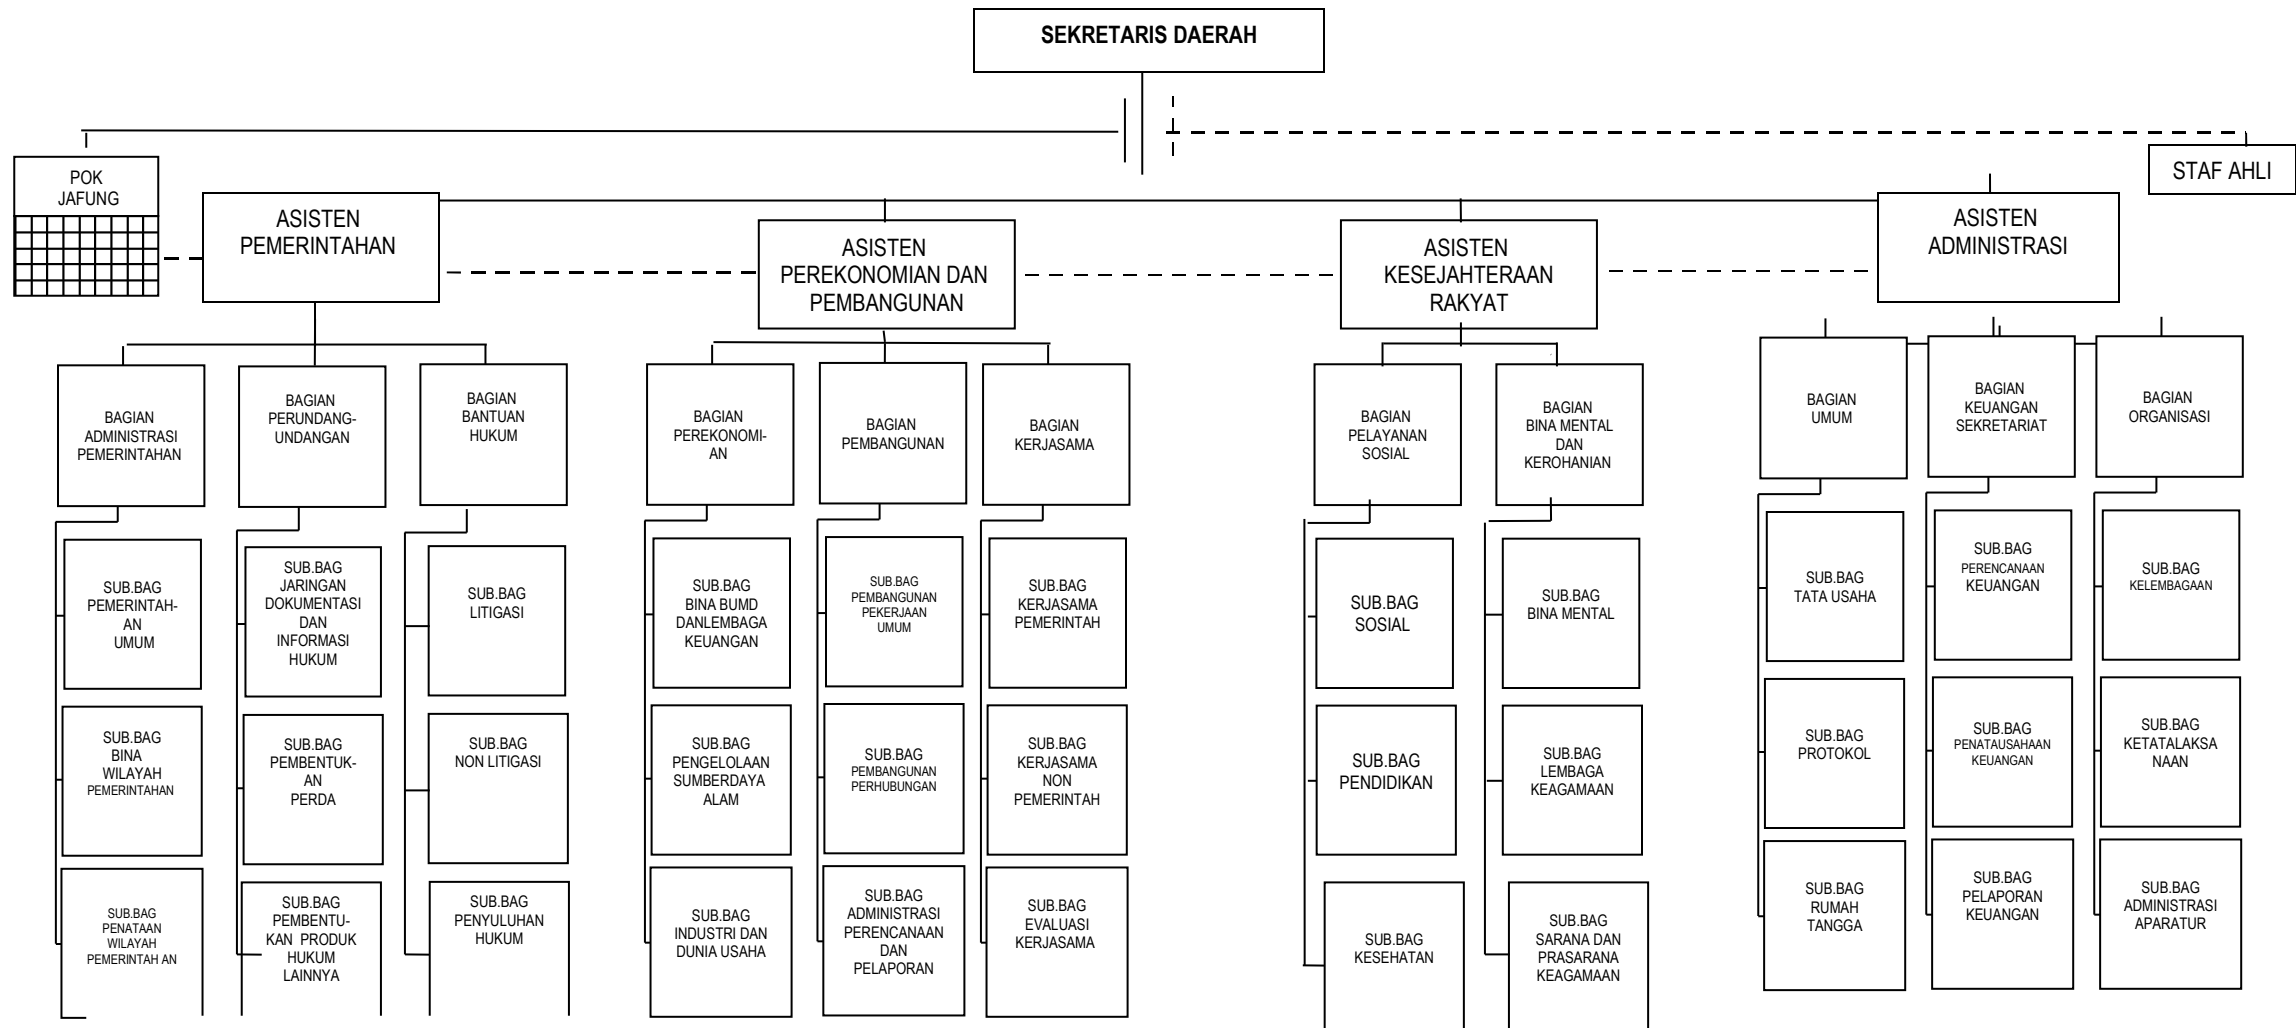 SEKRETARIS DAERAH
POK
JAFUNG
STAF AHLI
ASISTEN
PEMERINTAHAN
ASISTEN
PEREKONOMIAN DAN
PEMBANGUNAN
ASISTEN
KESEJAHTERAAN
RAKYAT
ASISTEN
ADMINISTRASI
BAGIAN
ADMINISTRASI
PEMERINTAHAN
BAGIAN
PERUNDANG-
UNDANGAN
BAGIAN
BANTUAN
HUKUM
BAGIAN
PEREKONOMI-
AN
BAGIAN
PEMBANGUNAN
BAGIAN
KERJASAMA
BAGIAN
PELAYANAN
SOSIAL
BAGIAN
BINA MENTAL
DAN
KEROHANIAN
BAGIAN
UMUM
BAGIAN
KEUANGAN
SEKRETARIAT
BAGIAN
ORGANISASI
SUB.BAG
PEMERINTAH-
AN
UMUM
SUB.BAG
JARINGAN
DOKUMENTASI
DAN
INFORMASI
HUKUM
SUB.BAG
LITIGASI
SUB.BAG
BINA BUMD
DANLEMBAGA
KEUANGAN
SUB.BAG
PEMBANGUNAN
PEKERJAAN
UMUM
SUB.BAG
KERJASAMA
PEMERINTAH
SUB.BAG
SOSIAL
SUB.BAG
BINA MENTAL
SUB.BAG
TATA USAHA
SUB.BAG
PERENCANAAN
KEUANGAN
SUB.BAG
KELEMBAGAAN
SUB.BAG
BINA
WILAYAH
PEMERINTAHAN
SUB.BAG
PEMBENTUK-
AN
PERDA
SUB.BAG
NON LITIGASI
SUB.BAG
PENGELOLAAN
SUMBERDAYA
ALAM
SUB.BAG
PEMBANGUNAN
PERHUBUNGAN
SUB.BAG
KERJASAMA
NON
PEMERINTAH
SUB.BAG
PENDIDIKAN
SUB.BAG
LEMBAGA
KEAGAMAAN
SUB.BAG
PROTOKOL
SUB.BAG
PENATAUSAHAAN
KEUANGAN
SUB.BAG
KETATALAKSA
NAAN
SUB.BAG
PENATAAN
WILAYAH
PEMERINTAH AN
SUB.BAG
PEMBENTU-
KAN PRODUK
HUKUM
LAINNYA
SUB.BAG
PENYULUHAN
HUKUM
SUB.BAG
INDUSTRI DAN
DUNIA USAHA
SUB.BAG
ADMINISTRASI
PERENCANAAN
DAN
PELAPORAN
SUB.BAG
EVALUASI
KERJASAMA
SUB.BAG
KESEHATAN
SUB.BAG
SARANA DAN
PRASARANA
KEAGAMAAN
SUB.BAG
RUMAH
TANGGA
SUB.BAG
PELAPORAN
KEUANGAN
SUB.BAG
ADMINISTRASI
APARATUR